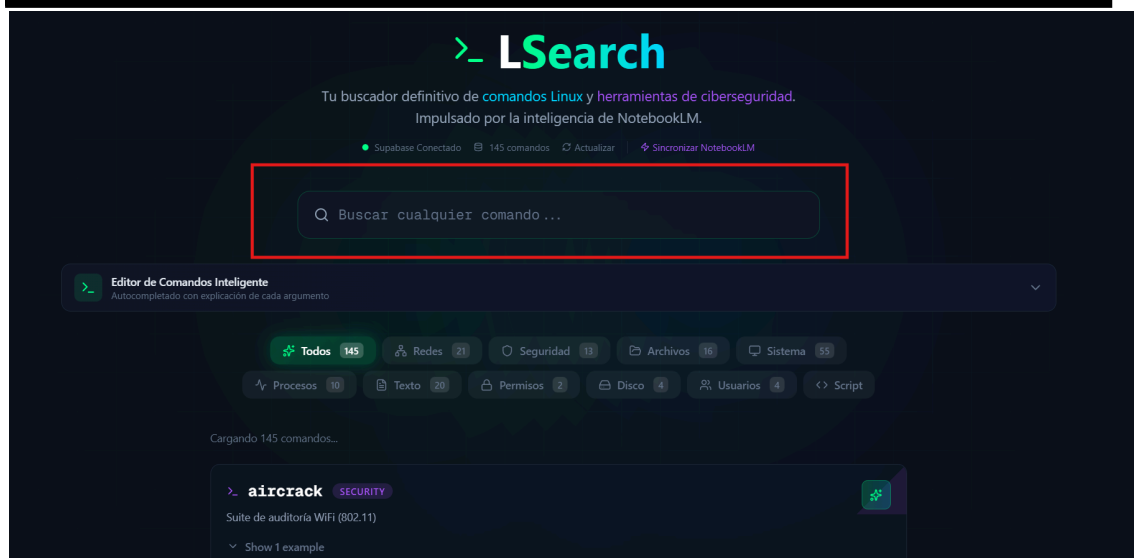 >_ LSearch
Tu buscador definitivo de comandos Linux y herramientas de ciberseguridad.
Impulsado por la inteligencia de NotebookLM.
Supabase Conectado 145 comandos Actualizar Sincronizar NotebookLM
Buscar cualquier comando...
>_ Editor de Comandos Inteligente
Autocompletado con explicación de cada argumento
Todos 145 Redes 21 Seguridad 13 Archivos 16 Sistema 55
Procesos 10 Texto 20 Permisos 2 Disco 4 Usuarios 4 <> Script
Cargando 145 comandos...
>_ aircrack SECURITY
Suite de auditoría WiFi (802.11)
Show 1 example